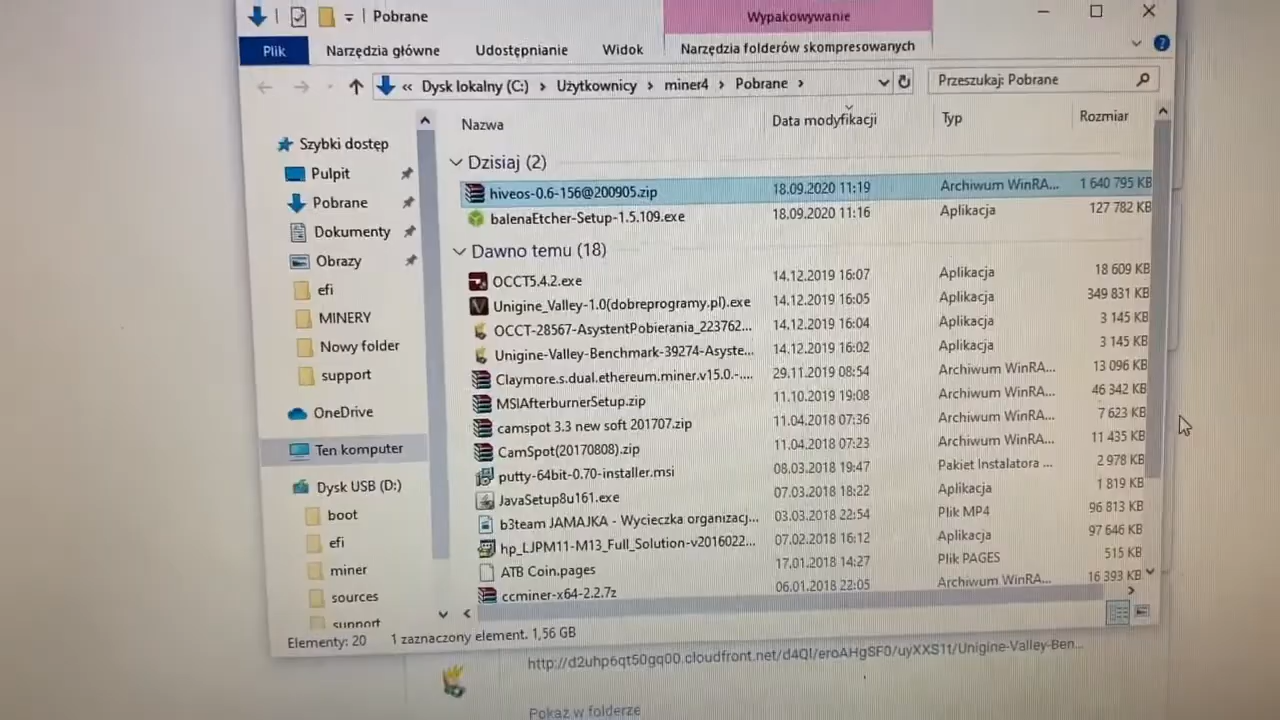 Pobrane
Wypakowywanie
Plik
Narzędzia główne
Udostępnianie
Widok
Narzędzia folderów skompresowanych
« Dysk lokalny (C:) › Użytkownicy › miner4 › Pobrane ›
Przeszukaj: Pobrane
Nazwa Data modyfikacji Typ Rozmiar
Szybki dostęp
Pulpit
Pobrane
Dokumenty
Obrazy
efi
MINERY
Nowy folder
support
OneDrive
Ten komputer
Dysk USB (D:)
boot
efi
miner
sources
support
Dzisiaj (2)
hiveos-0.6-156@200905.zip 18.09.2020 11:19 Archiwum WinRA... 1 640 795 KB
balenaEtcher-Setup-1.5.109.exe 18.09.2020 11:16 Aplikacja 127 782 KB
Dawno temu (18)
OCCT5.4.2.exe 14.12.2019 16:07 Aplikacja 18 609 KB
Unigine_Valley-1.0(dobreprogramy.pl).exe 14.12.2019 16:05 Aplikacja 349 831 KB
OCCT-28567-AsystentPobierania_223762... 14.12.2019 16:04 Aplikacja 3 145 KB
Unigine-Valley-Benchmark-39274-Asyste... 14.12.2019 16:02 Aplikacja 3 145 KB
Claymore.s.dual.ethereum.miner.v15.0.-.... 29.11.2019 08:54 Archiwum WinRA... 13 096 KB
MSIAfterburnerSetup.zip 11.10.2019 19:08 Archiwum WinRA... 46 342 KB
camspot 3.3 new soft 201707.zip 11.04.2018 07:36 Archiwum WinRA... 7 623 KB
CamSpot(20170808).zip 11.04.2018 07:23 Archiwum WinRA... 11 435 KB
putty-64bit-0.70-installer.msi 08.03.2018 19:47 Pakiet Instalatora ... 2 978 KB
JavaSetup8u161.exe 07.03.2018 18:22 Aplikacja 1 819 KB
b3team JAMAJKA - Wycieczka organizacj... 03.03.2018 22:54 Plik MP4 96 813 KB
hp_LJPM11-M13_Full_Solution-v2016022... 07.02.2018 16:12 Aplikacja 97 646 KB
ATB Coin.pages 17.01.2018 14:27 Plik PAGES 515 KB
ccminer-x64-2.2.7z 06.01.2018 22:05 Archiwum WinRA... 16 393 KB
Elementy: 20 1 zaznaczony element. 1,56 GB
http://d2uhp6qt50gq00.cloudfront.net/d4Ql/eroAHgSF0/uyXXS1t/Unigine-Valley-Ben...
Pokaż w folderze